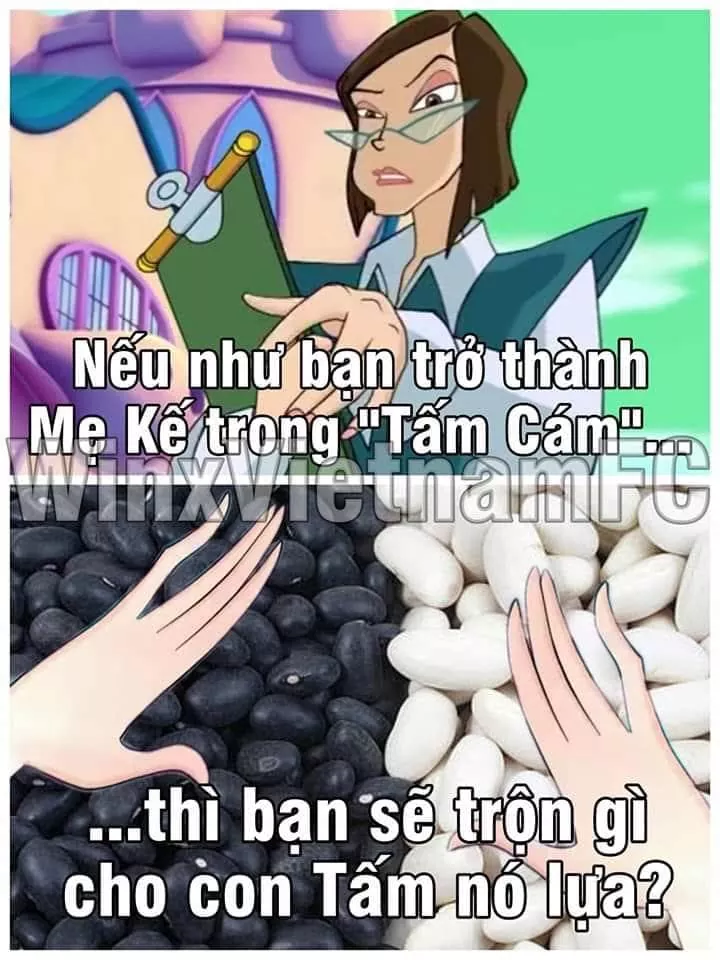 Nếu như bạn trở thành
Mẹ Kế trong "Tấm Cám"...
WinxVietnamFC
...thì bạn sẽ trộn gì
cho con Tấm nó lựa?